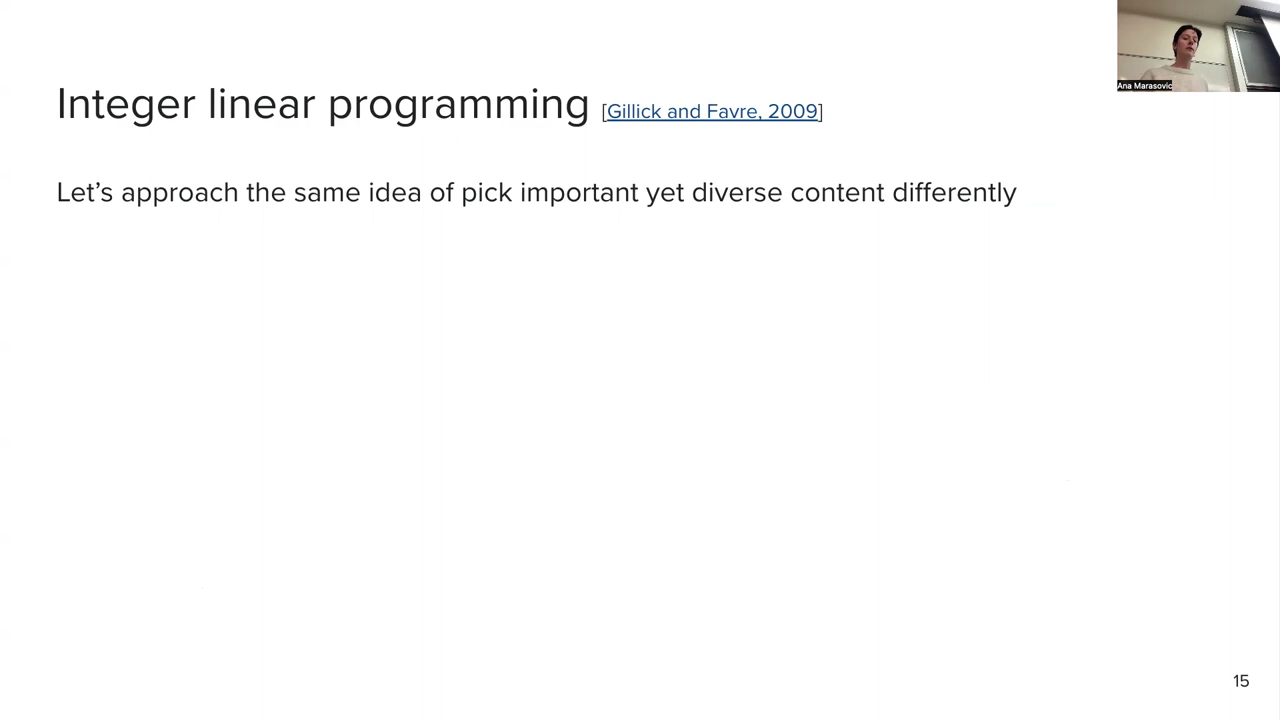 Ana Marasovic
Integer linear programming [Gillick and Favre, 2009]
Let's approach the same idea of pick important yet diverse content differently
15